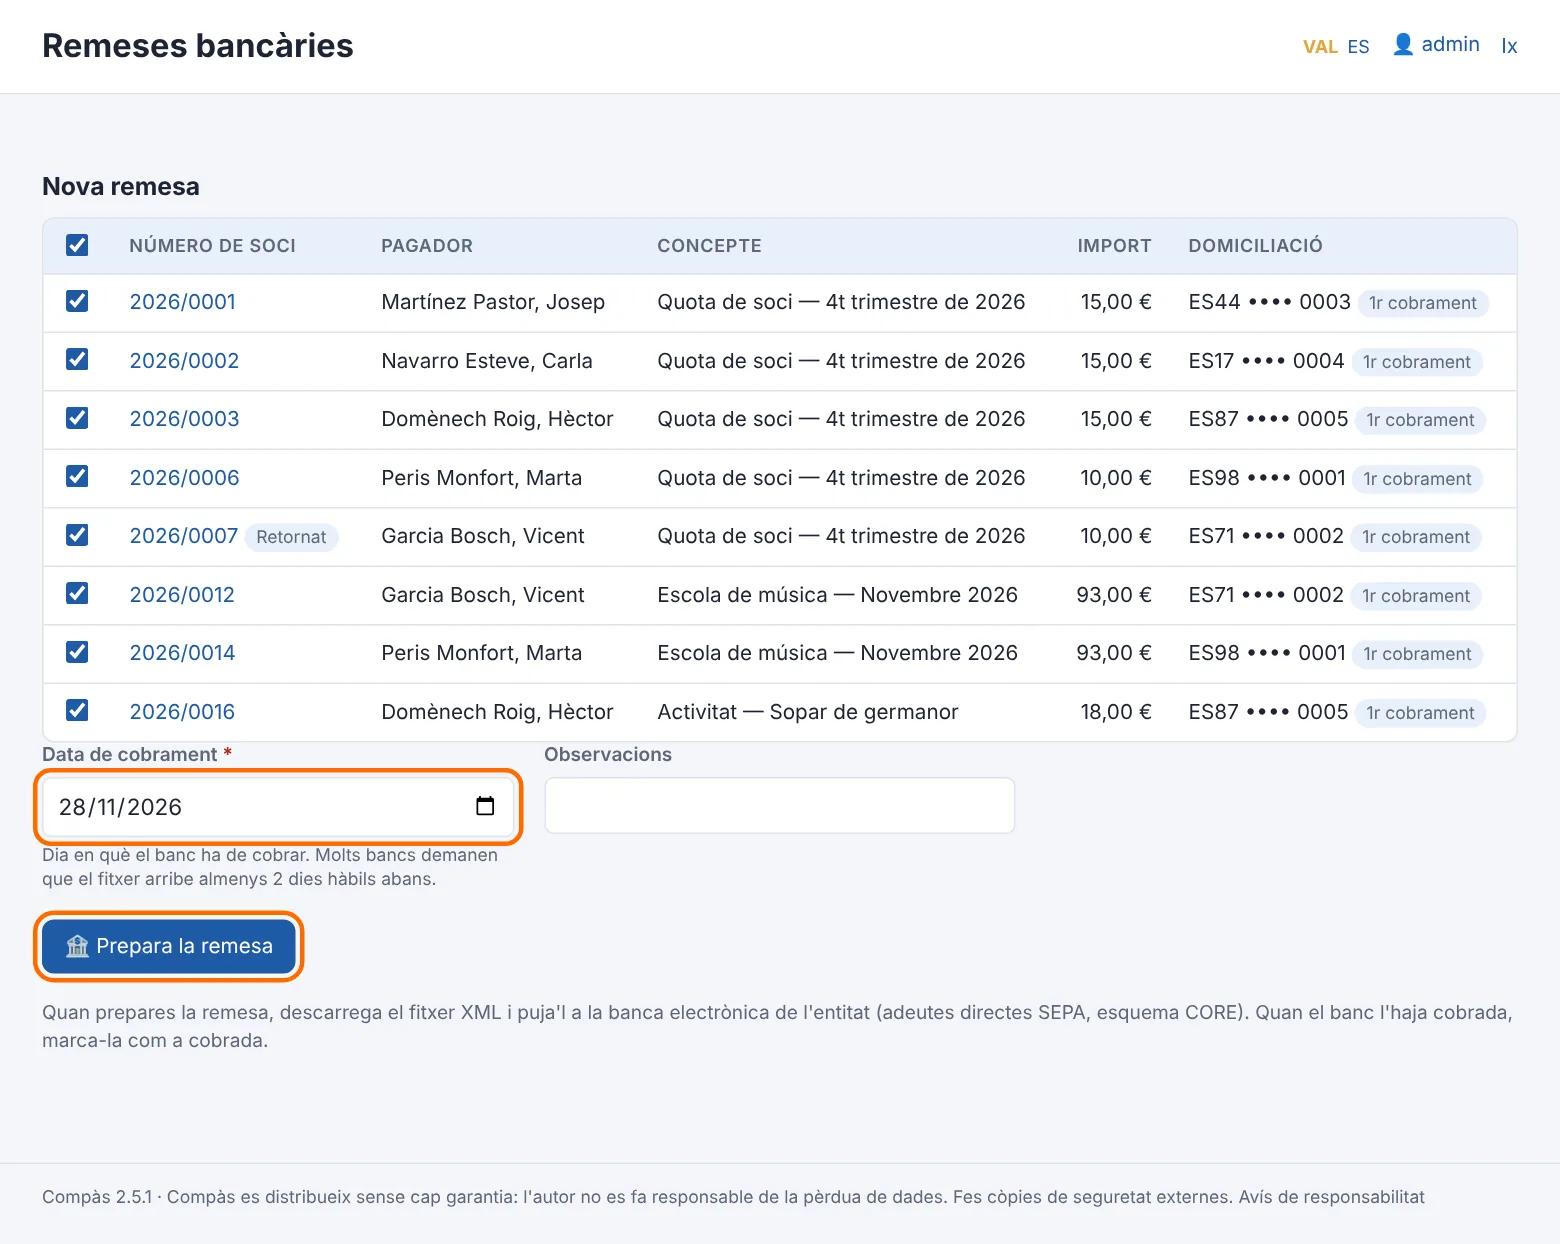 Remeses bancàries
VAL ES admin Ix
Nova remesa
NÚMERO DE SOCI PAGADOR CONCEPTE IMPORT DOMICILIACIÓ
2026/0001 Martínez Pastor, Josep Quota de soci — 4t trimestre de 2026 15,00 € ES44 •••• 0003 1r cobrament
2026/0002 Navarro Esteve, Carla Quota de soci — 4t trimestre de 2026 15,00 € ES17 •••• 0004 1r cobrament
2026/0003 Domènech Roig, Hèctor Quota de soci — 4t trimestre de 2026 15,00 € ES87 •••• 0005 1r cobrament
2026/0006 Peris Monfort, Marta Quota de soci — 4t trimestre de 2026 10,00 € ES98 •••• 0001 1r cobrament
2026/0007 Retornat Garcia Bosch, Vicent Quota de soci — 4t trimestre de 2026 10,00 € ES71 •••• 0002 1r cobrament
2026/0012 Garcia Bosch, Vicent Escola de música — Novembre 2026 93,00 € ES71 •••• 0002 1r cobrament
2026/0014 Peris Monfort, Marta Escola de música — Novembre 2026 93,00 € ES98 •••• 0001 1r cobrament
2026/0016 Domènech Roig, Hèctor Activitat — Sopar de germanor 18,00 € ES87 •••• 0005 1r cobrament
Data de cobrament * Observacions
28/11/2026
Dia en què el banc ha de cobrar. Molts bancs demanen
que el fitxer arribe almenys 2 dies hàbils abans.
Prepara la remesa
Quan prepares la remesa, descarrega el fitxer XML i puja'l a la banca electrònica de l'entitat (adeutes directes SEPA, esquema CORE). Quan el banc l'haja cobrada,
marca-la com a cobrada.
Compàs 2.5.1 · Compàs es distribueix sense cap garantia: l'autor no es fa responsable de la pèrdua de dades. Fes còpies de seguretat externes. Avís de responsabilitat